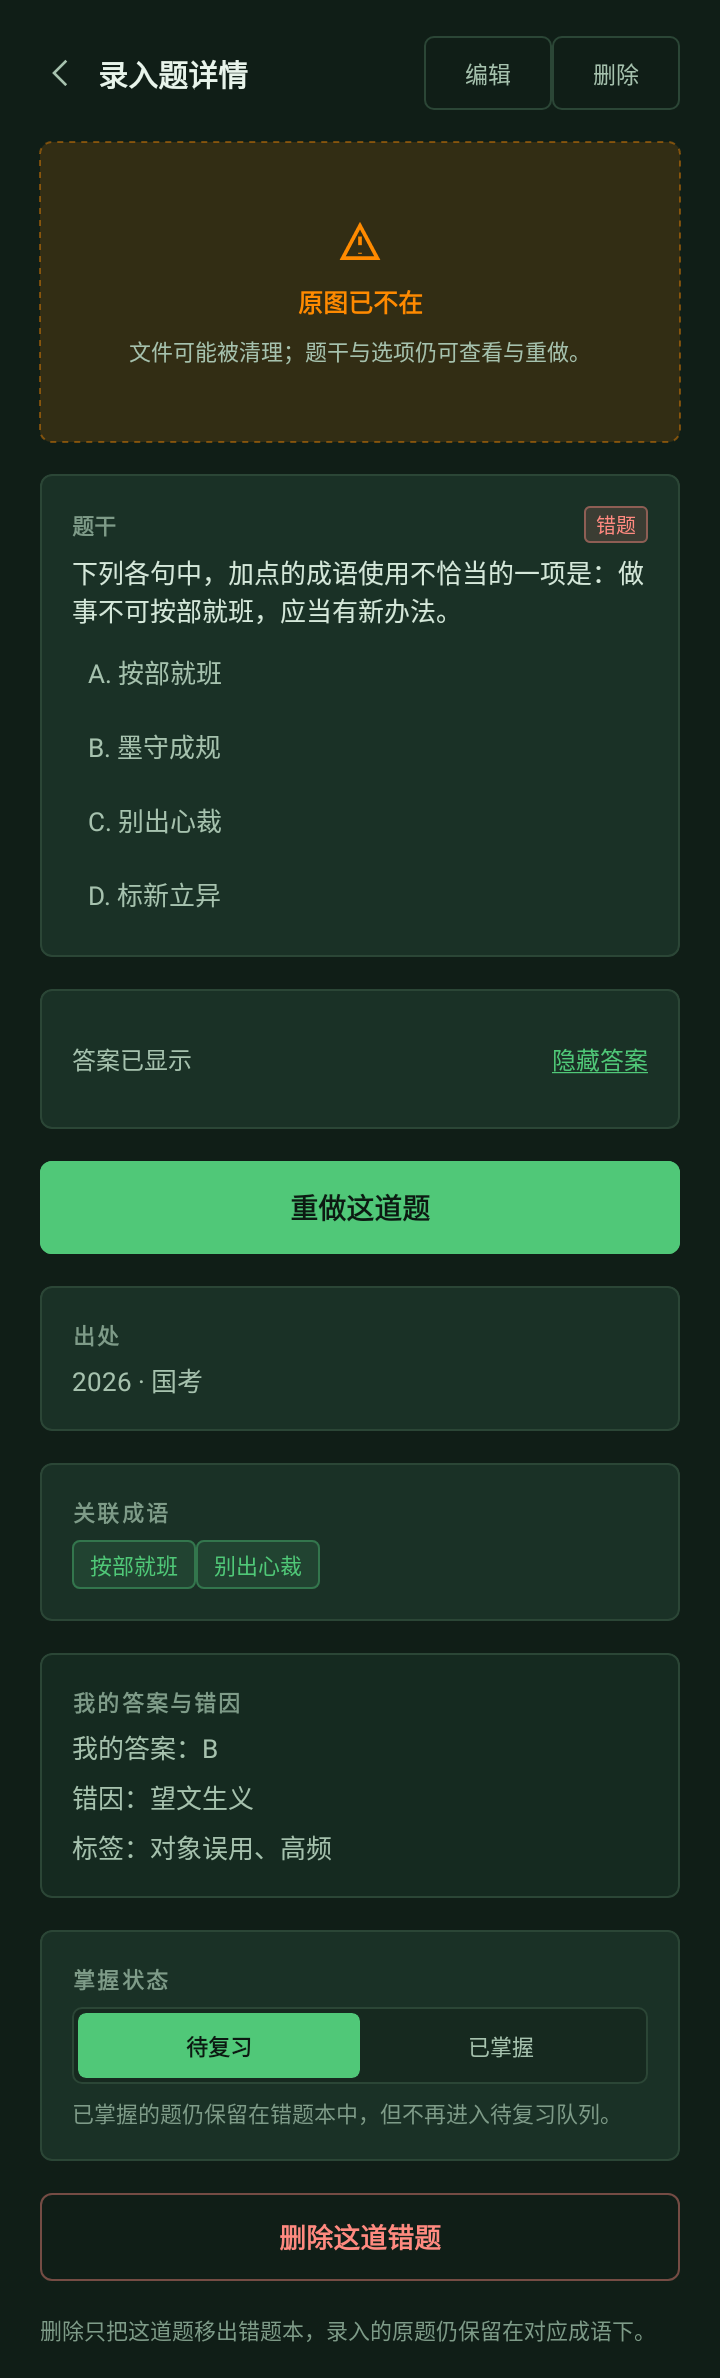 录入题详情
编辑
删除
原图已不在
文件可能被清理；题干与选项仍可查看与重做。
题干
错题
下列各句中，加点的成语使用不恰当的一项是：做
事不可按部就班，应当有新办法。
A. 按部就班
B. 墨守成规
C. 别出心裁
D. 标新立异
答案已显示
隐藏答案
重做这道题
出处
2026 · 国考
关联成语
按部就班
别出心裁
我的答案与错因
我的答案：B
错因：望文生义
标签：对象误用、高频
掌握状态
待复习
已掌握
已掌握的题仍保留在错题本中，但不再进入待复习队列。
删除这道错题
删除只把这道题移出错题本，录入的原题仍保留在对应成语下。